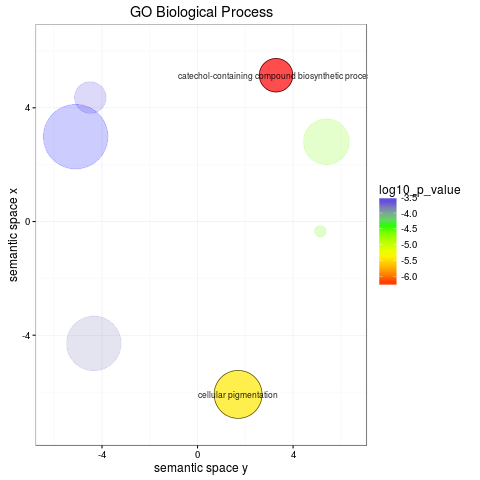 GO Biological Process
catechol-containing compound biosynthetic proce
cellular pigmentation
4
0
-4
-4
0
4
semantic space x
semantic space y
log10_p_value
-3.5
-4.0
-4.5
-5.0
-5.5
-6.0